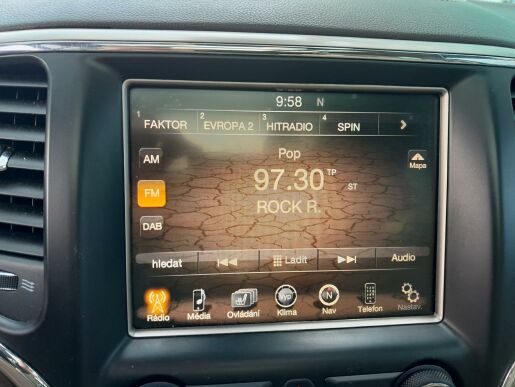 9:58 N
1 FAKTOR 2 EVROPA 2 3 HITRADIO 4 SPIN
Pop
AM
Mapa
97.30 TP ST
FM
ROCK R.
DAB
hledat Ladit Audio
Rádio Média Ovládání vyp Klima N Nav Telefon Nastav.